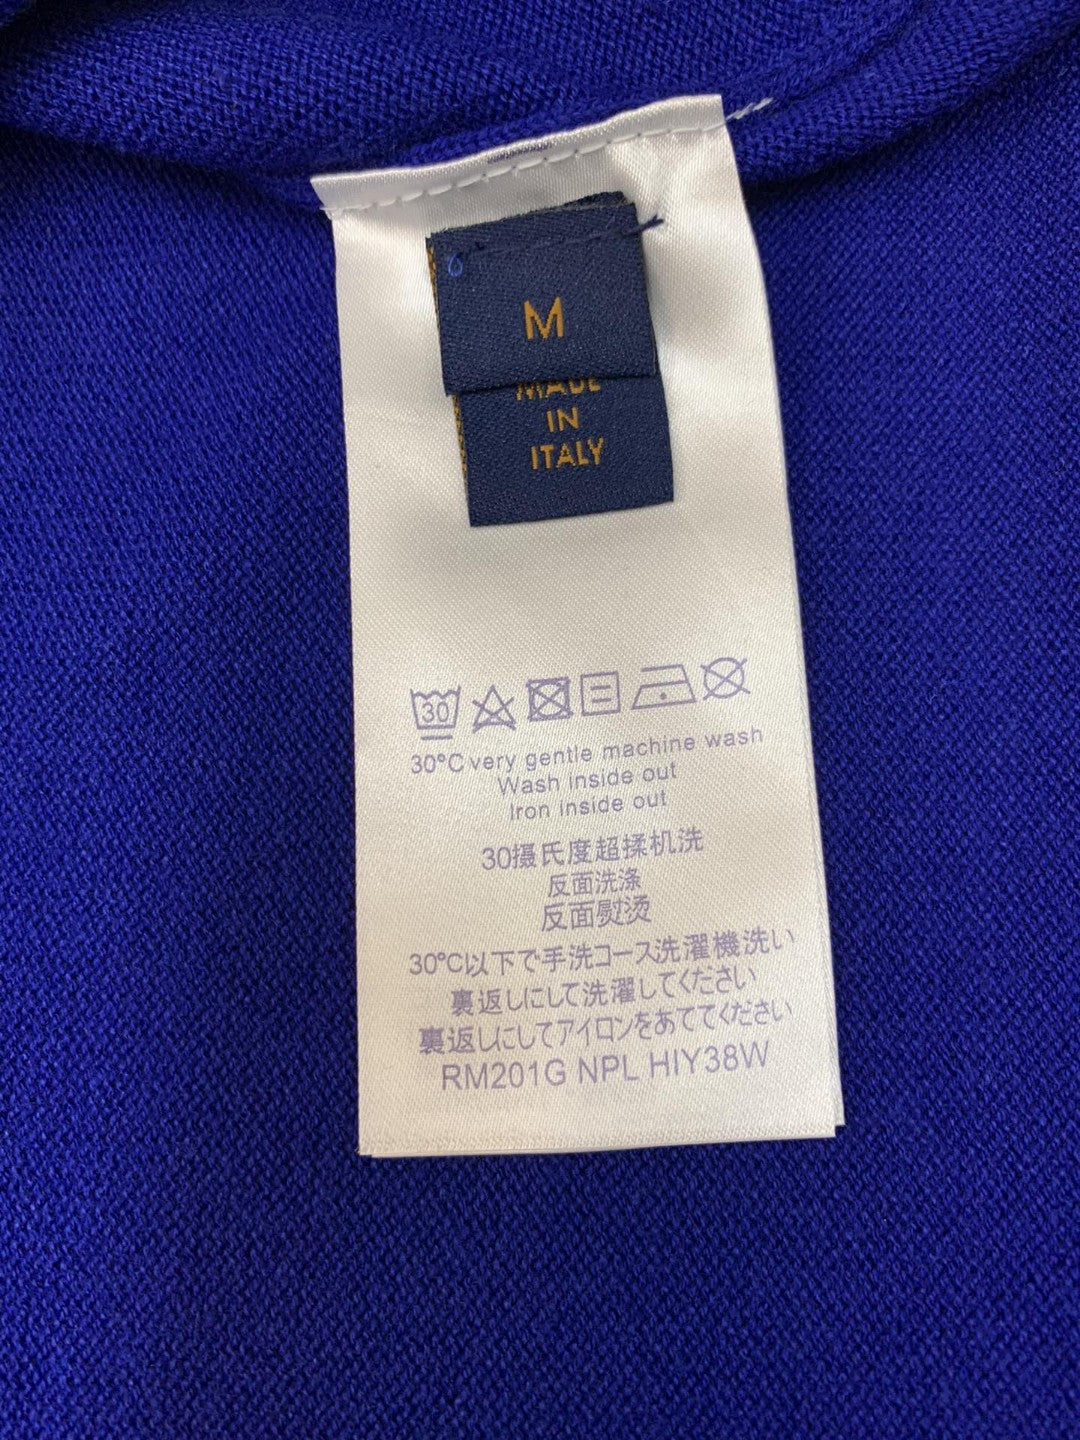 M
MADE
IN
ITALY
30
30°C very gentle machine wash
Wash inside out
Iron inside out
30摄氏度超揉机洗
反面洗涤
反面熨烫
30°C以下で手洗コース洗濯機洗い
裏返しにして洗濯してください
裏返しにしてアイロンをあててください
RM201G NPL HIY38W